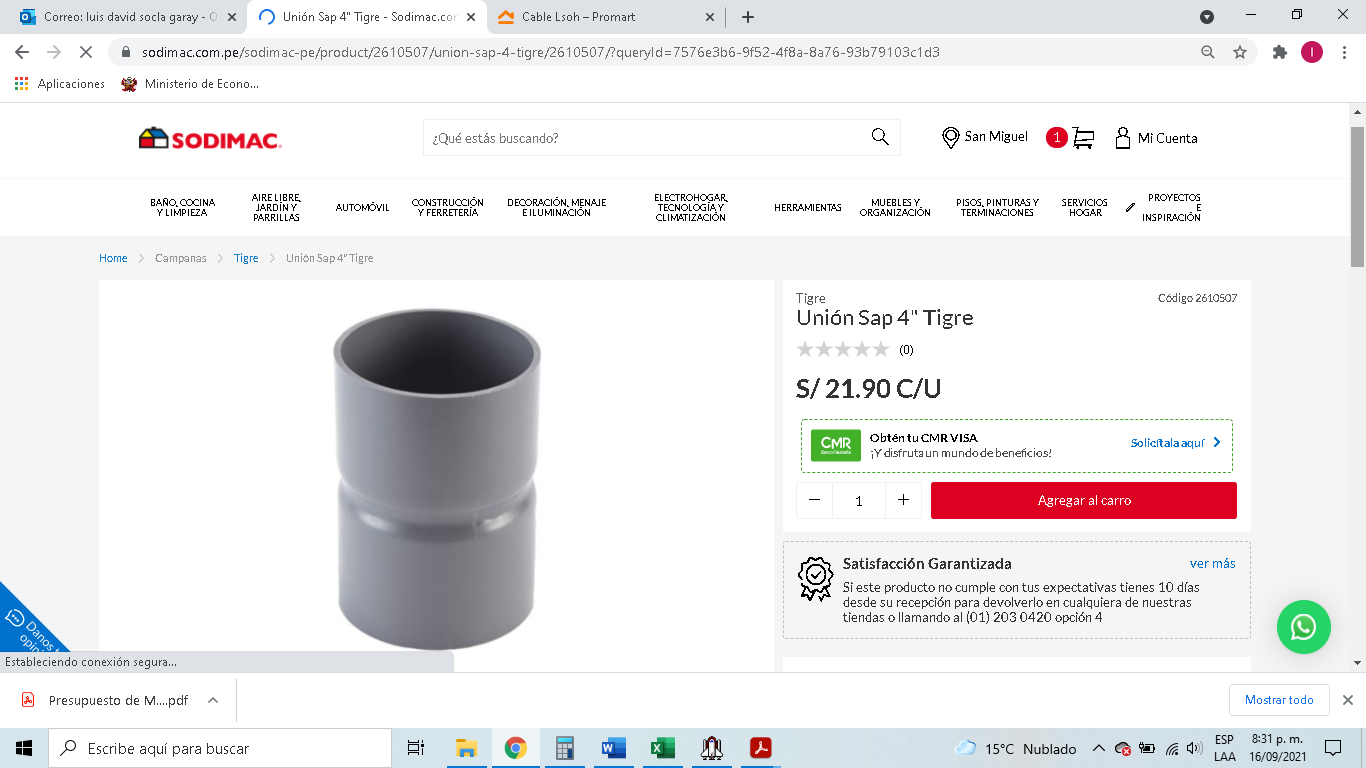 Correo: luis david socla garay - O
Unión Sap 4" Tigre - Sodimac.con
Cable Lsoh – Promart
sodimac.com.pe/sodimac-pe/product/2610507/union-sap-4-tigre/2610507/?queryId=7576e3b6-9f52-4f8a-8a76-93b79103c1d3
I
Aplicaciones
Ministerio de Econo...
SODIMAC
¿Qué estás buscando?
San Miguel
1
Mi Cuenta
BAÑO, COCINA
Y LIMPIEZA
AIRE LIBRE,
JARDÍN Y
PARRILLAS
AUTOMÓVIL
CONSTRUCCIÓN
Y FERRETERÍA
DECORACIÓN, MENAJE
E ILUMINACIÓN
ELECTROHOGAR,
TECNOLOGÍA Y
CLIMATIZACIÓN
HERRAMIENTAS
MUEBLES Y
ORGANIZACIÓN
PISOS, PINTURAS Y
TERMINACIONES
SERVICIOS
HOGAR
PROYECTOS
E
INSPIRACIÓN
Home
Campanas
Tigre
Unión Sap 4" Tigre
Tigre
Código 2610507
Unión Sap 4" Tigre
(0)
S/ 21.90 C/U
CMR
Banco Falabella
Obtén tu CMR VISA
¡Y disfruta un mundo de beneficios!
Solicítala aquí
1
Agregar al carro
Satisfacción Garantizada
ver más
Si este producto no cumple con tus expectativas tienes 10 días
desde su recepción para devolverlo en cualquiera de nuestras
tiendas o llamando al (01) 203 0420 opción 4
Danos t
opin
Estableciendo conexión segura...
Presupuesto de M....pdf
Mostrar todo
Escribe aquí para buscar
15°C Nublado
ESP
LAA
8:31 p. m.
16/09/2021